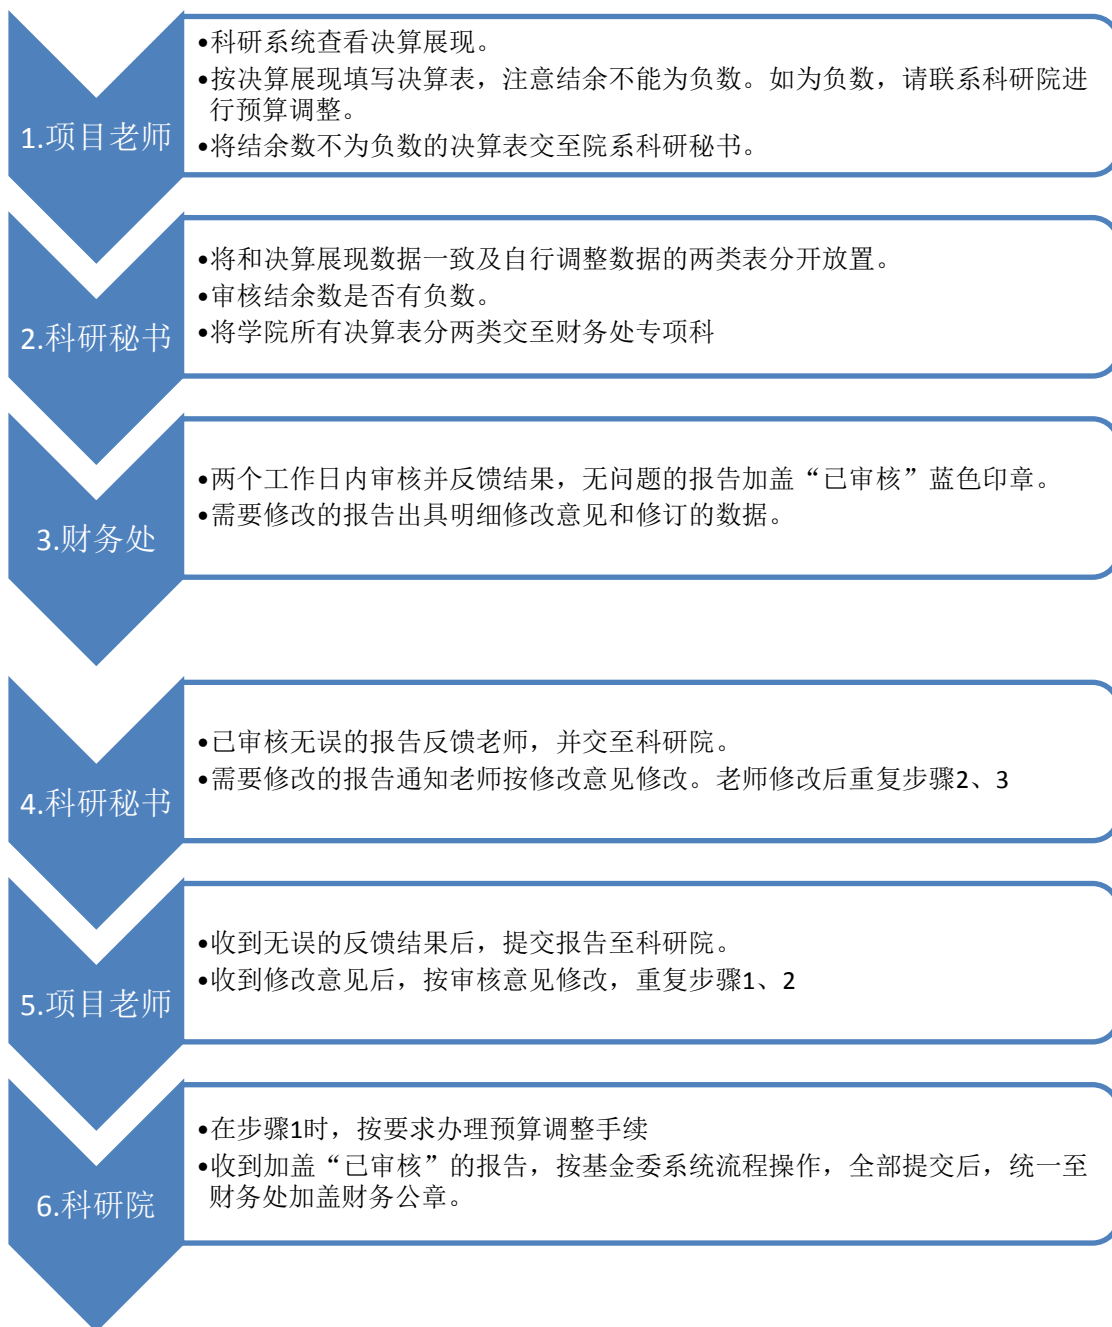 1.项目老师
•科研系统查看决算展现。
•按决算展现填写决算表，注意结余不能为负数。如为负数，请联系科研院进
行预算调整。
•将结余数不为负数的决算表交至院系科研秘书。
2.科研秘书
•将和决算展现数据一致及自行调整数据的两类表分开放置。
•审核结余数是否有负数。
•将学院所有决算表分两类交至财务处专项科
3.财务处
•两个工作日内审核并反馈结果，无问题的报告加盖“已审核”蓝色印章。
•需要修改的报告出具明细修改意见和修订的数据。
4.科研秘书
•已审核无误的报告反馈老师，并交至科研院。
•需要修改的报告通知老师按修改意见修改。老师修改后重复步骤2、3
5.项目老师
•收到无误的反馈结果后，提交报告至科研院。
•收到修改意见后，按审核意见修改，重复步骤1、2
6.科研院
•在步骤1时，按要求办理预算调整手续
•收到加盖“已审核”的报告，按基金委系统流程操作，全部提交后，统一至
财务处加盖财务公章。